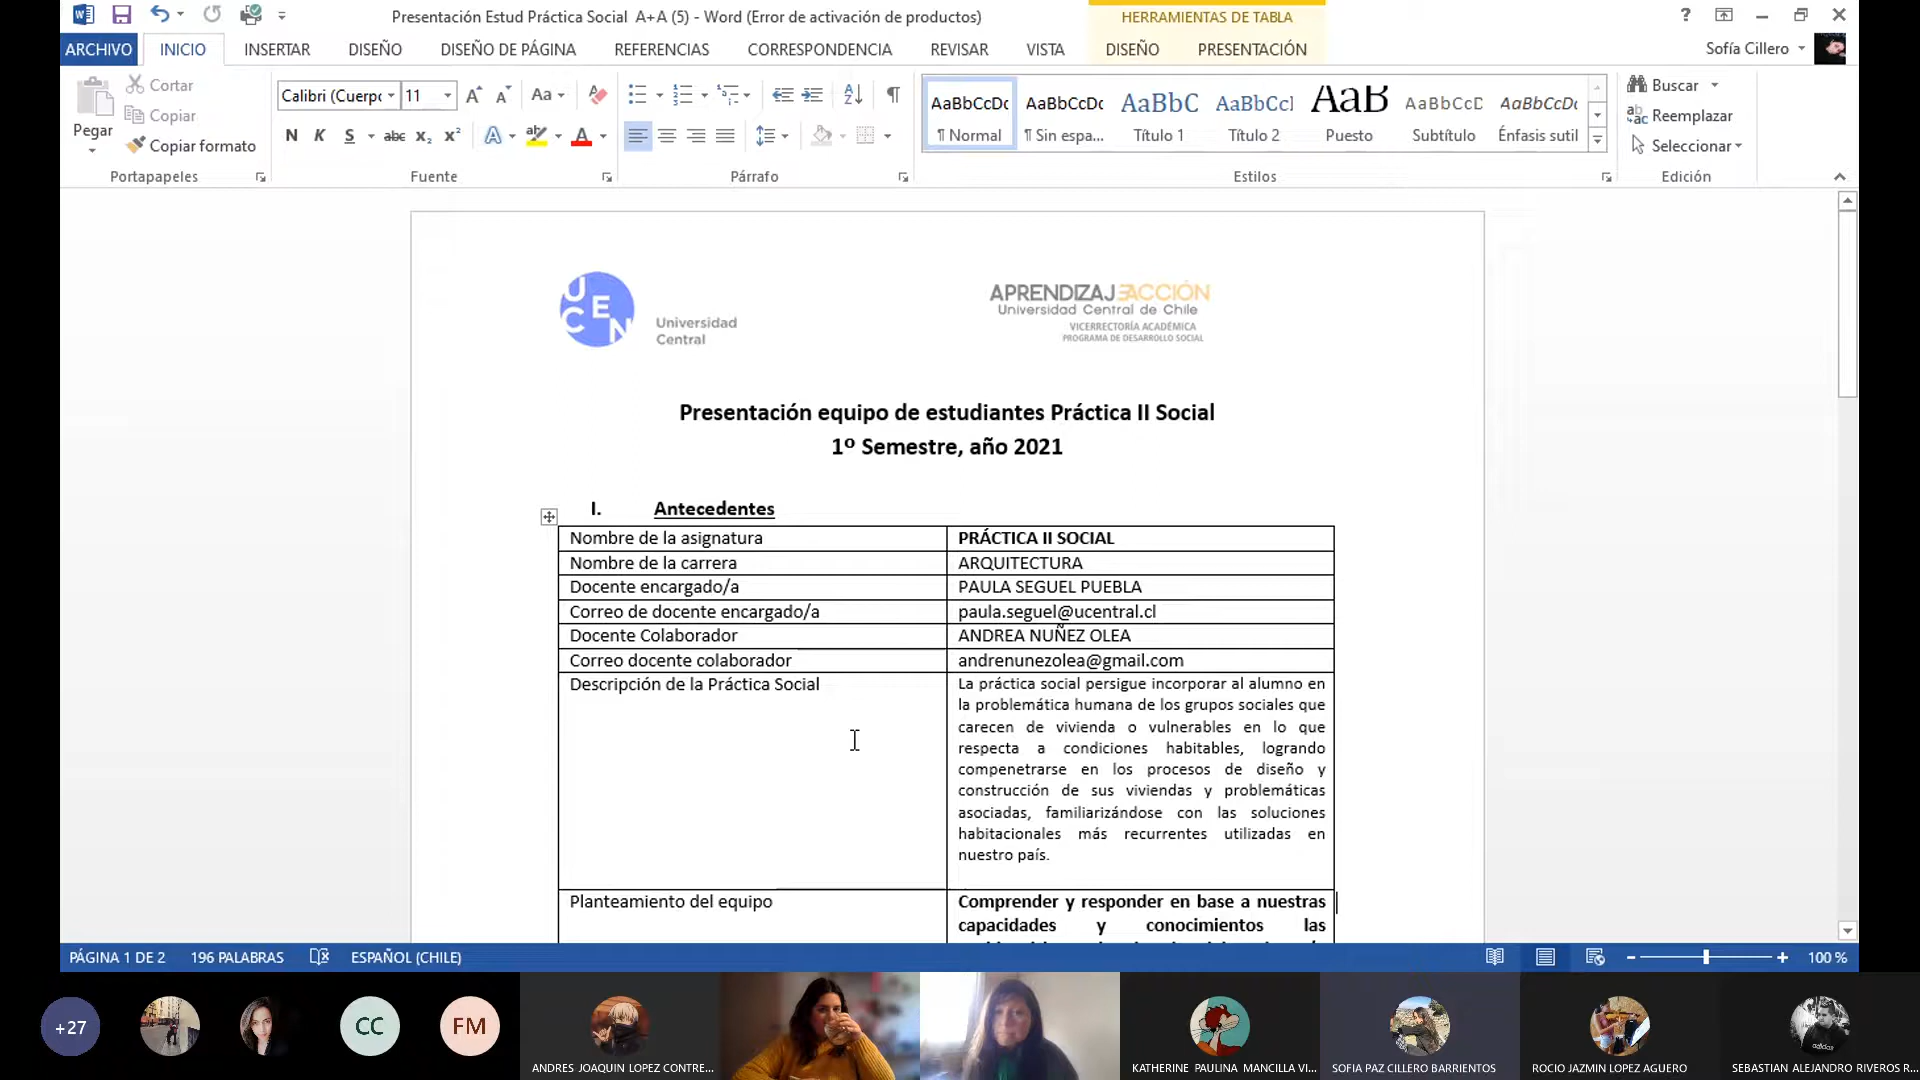 Presentación Estud Práctica Social A+A (5) - Word (Error de activación de productos)
HERRAMIENTAS DE TABLA
ARCHIVO INICIO INSERTAR DISEÑO DISEÑO DE PÁGINA REFERENCIAS CORRESPONDENCIA REVISAR VISTA DISEÑO PRESENTACIÓN
Sofía Cillero
Pegar
Cortar
Copiar
Copiar formato
Portapapeles
Calibri (Cuerpo 11
Aa
N K S abc x₂ x² A A
Fuente
Párrafo
AaBbCcDc AaBbCcDc AaBbC AaBbCcl AaB AaBbCcD AaBbCcDc
¶ Normal ¶ Sin espa... Título 1 Título 2 Puesto Subtítulo Énfasis sutil
Estilos
Buscar
Reemplazar
Seleccionar
Edición
UCEN
Universidad
Central
APRENDIZAJEACCIÓN
Universidad Central de Chile
VICERRECTORÍA ACADÉMICA
PROGRAMA DE DESARROLLO SOCIAL
Presentación equipo de estudiantes Práctica II Social
1º Semestre, año 2021
I. Antecedentes
Nombre de la asignatura PRÁCTICA II SOCIAL
Nombre de la carrera ARQUITECTURA
Docente encargado/a PAULA SEGUEL PUEBLA
Correo de docente encargado/a paula.seguel@ucentral.cl
Docente Colaborador ANDREA NUÑEZ OLEA
Correo docente colaborador andrenunezolea@gmail.com
Descripción de la Práctica Social
La práctica social persigue incorporar al alumno en
la problemática humana de los grupos sociales que
carecen de vivienda o vulnerables en lo que
respecta a condiciones habitables, logrando
compenetrarse en los procesos de diseño y
construcción de sus viviendas y problemáticas
asociadas, familiarizándose con las soluciones
habitacionales más recurrentes utilizadas en
nuestro país.
Planteamiento del equipo
Comprender y responder en base a nuestras
capacidades y conocimientos las
PÁGINA 1 DE 2 196 PALABRAS ESPAÑOL (CHILE) 100 %
+27
CC
FM
ANDRES JOAQUIN LOPEZ CONTRE...
KATHERINE PAULINA MANCILLA VI...
SOFIA PAZ CILLERO BARRIENTOS
ROCIO JAZMIN LOPEZ AGUERO
SEBASTIAN ALEJANDRO RIVEROS R...
adidas